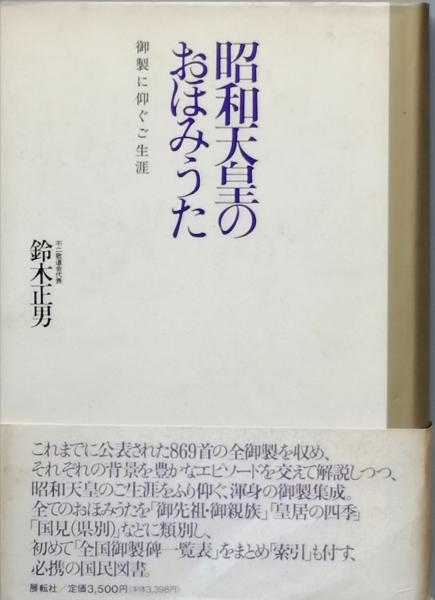 昭和天皇の
おほみうた
御製に仰ぐご生涯
不二歌道会代表
鈴木正男
これまでに公表された869首の全御製を収め、
それぞれの背景を豊かなエピソードを交えて解説しつつ、
昭和天皇のご生涯をふり仰ぐ、渾身の御製集成。
全てのおほみうたを「御先祖・御親族」「皇居の四季」
「国見（県別）」などに類別し、
初めて「全国御製碑一覧表」をまとめ「索引」も付す、
必携の国民図書。
展転社／定価3,500円（本体3,398円）